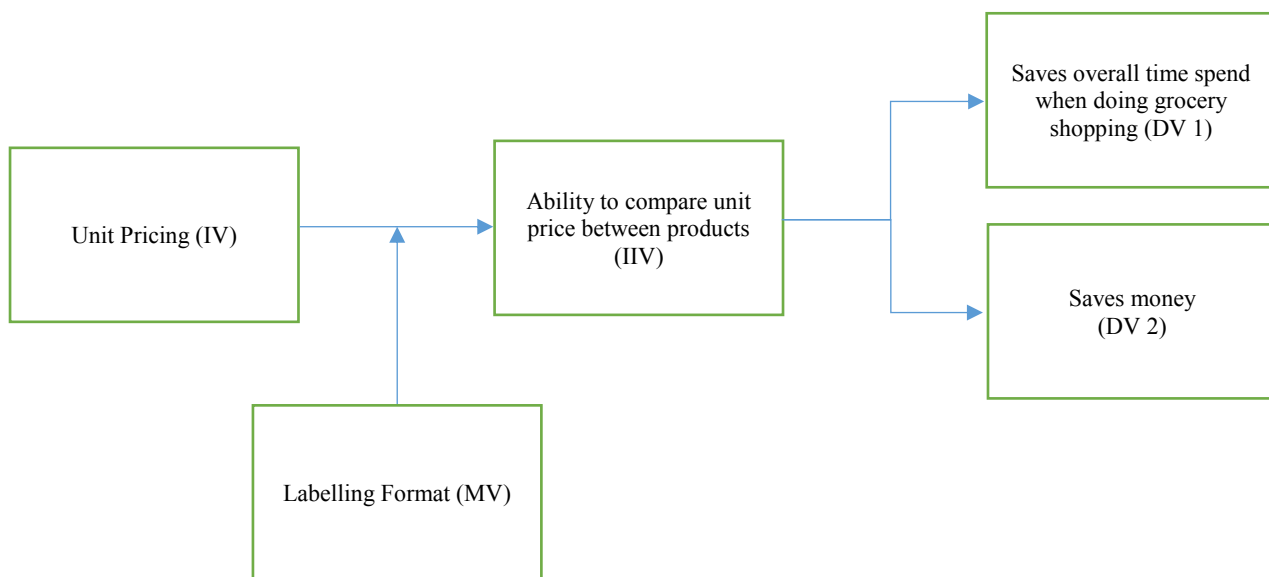 Saves overall time spend
when doing grocery
shopping (DV 1)
Unit Pricing (IV)
Ability to compare unit
price between products
(IIV)
Saves money
(DV 2)
Labelling Format (MV)